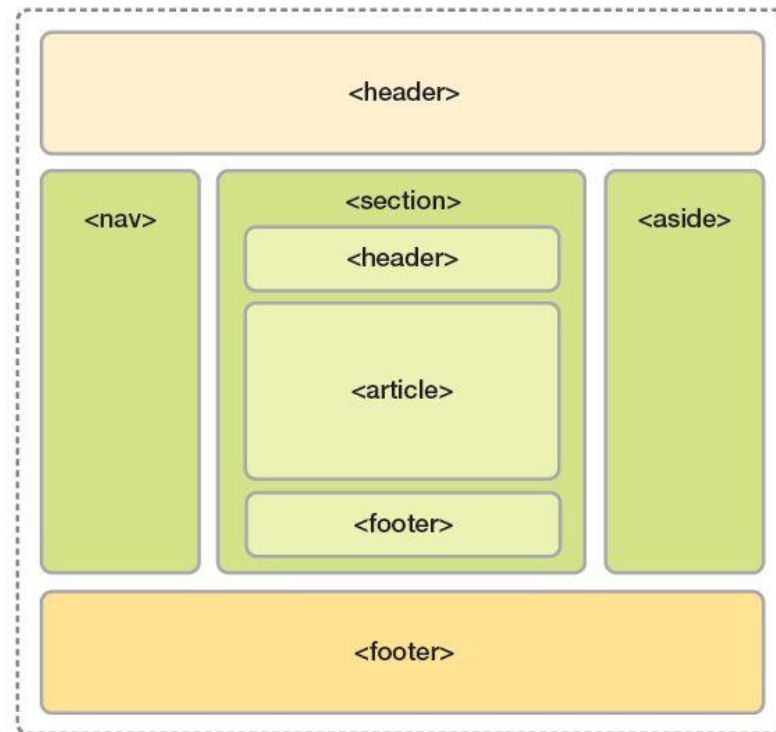 <header>
<nav>
<section>
<header>
<article>
<footer>
<aside>
<footer>